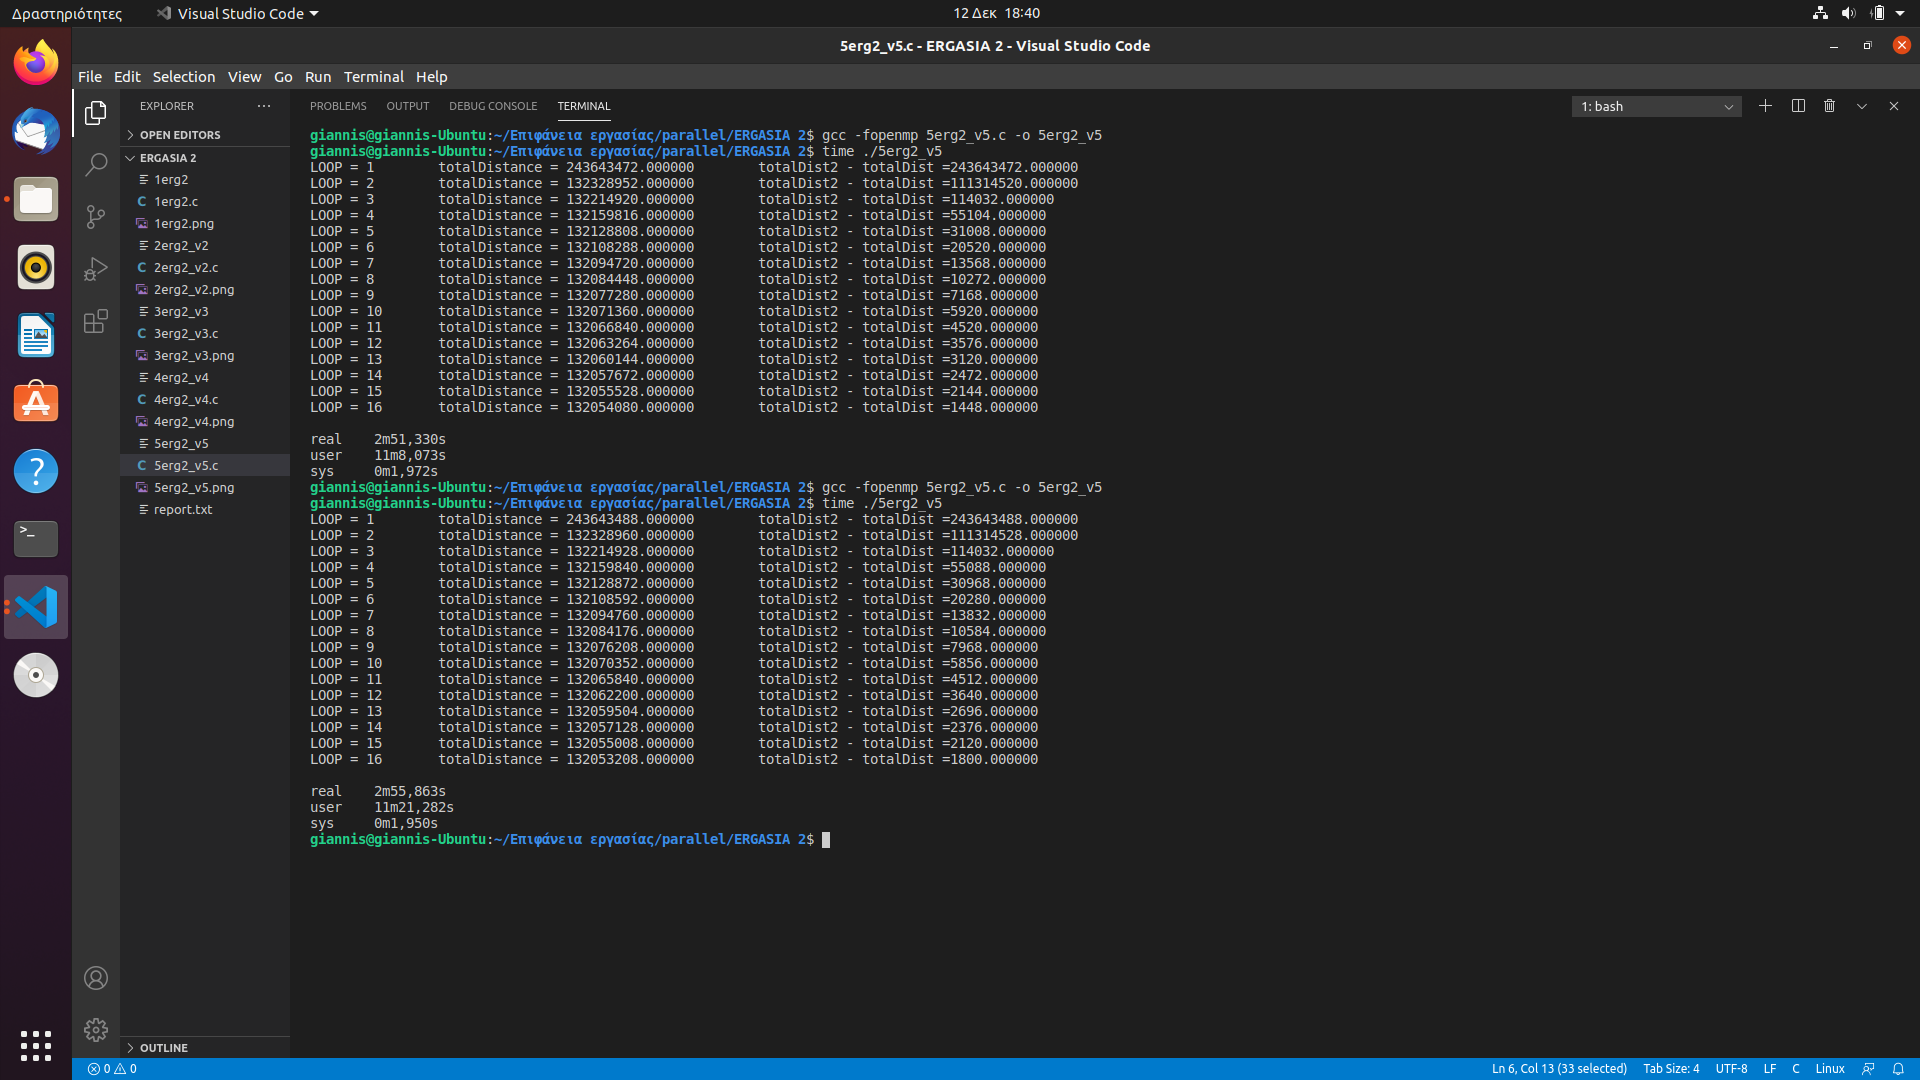 Δραστηριότητες
Visual Studio Code
12 Δεκ 18:40
5erg2_v5.c - ERGASIA 2 - Visual Studio Code
File Edit Selection View Go Run Terminal Help
EXPLORER
OPEN EDITORS
ERGASIA 2
1erg2
1erg2.c
1erg2.png
2erg2_v2
2erg2_v2.c
2erg2_v2.png
3erg2_v3
3erg2_v3.c
3erg2_v3.png
4erg2_v4
4erg2_v4.c
4erg2_v4.png
5erg2_v5
5erg2_v5.c
5erg2_v5.png
report.txt
OUTLINE
PROBLEMS OUTPUT DEBUG CONSOLE TERMINAL
1: bash
giannis@giannis-Ubuntu:~/Επιφάνεια εργασίας/parallel/ERGASIA 2$ gcc -fopenmp 5erg2_v5.c -o 5erg2_v5
giannis@giannis-Ubuntu:~/Επιφάνεια εργασίας/parallel/ERGASIA 2$ time ./5erg2_v5
LOOP = 1 totalDistance = 243643472.000000 totalDist2 - totalDist =243643472.000000
LOOP = 2 totalDistance = 132328952.000000 totalDist2 - totalDist =111314520.000000
LOOP = 3 totalDistance = 132214920.000000 totalDist2 - totalDist =114032.000000
LOOP = 4 totalDistance = 132159816.000000 totalDist2 - totalDist =55104.000000
LOOP = 5 totalDistance = 132128808.000000 totalDist2 - totalDist =31008.000000
LOOP = 6 totalDistance = 132108288.000000 totalDist2 - totalDist =20520.000000
LOOP = 7 totalDistance = 132094720.000000 totalDist2 - totalDist =13568.000000
LOOP = 8 totalDistance = 132084448.000000 totalDist2 - totalDist =10272.000000
LOOP = 9 totalDistance = 132077280.000000 totalDist2 - totalDist =7168.000000
LOOP = 10 totalDistance = 132071360.000000 totalDist2 - totalDist =5920.000000
LOOP = 11 totalDistance = 132066840.000000 totalDist2 - totalDist =4520.000000
LOOP = 12 totalDistance = 132063264.000000 totalDist2 - totalDist =3576.000000
LOOP = 13 totalDistance = 132060144.000000 totalDist2 - totalDist =3120.000000
LOOP = 14 totalDistance = 132057672.000000 totalDist2 - totalDist =2472.000000
LOOP = 15 totalDistance = 132055528.000000 totalDist2 - totalDist =2144.000000
LOOP = 16 totalDistance = 132054080.000000 totalDist2 - totalDist =1448.000000
real 2m51,330s
user 11m8,073s
sys 0m1,972s
giannis@giannis-Ubuntu:~/Επιφάνεια εργασίας/parallel/ERGASIA 2$ gcc -fopenmp 5erg2_v5.c -o 5erg2_v5
giannis@giannis-Ubuntu:~/Επιφάνεια εργασίας/parallel/ERGASIA 2$ time ./5erg2_v5
LOOP = 1 totalDistance = 243643488.000000 totalDist2 - totalDist =243643488.000000
LOOP = 2 totalDistance = 132328960.000000 totalDist2 - totalDist =111314528.000000
LOOP = 3 totalDistance = 132214928.000000 totalDist2 - totalDist =114032.000000
LOOP = 4 totalDistance = 132159840.000000 totalDist2 - totalDist =55088.000000
LOOP = 5 totalDistance = 132128872.000000 totalDist2 - totalDist =30968.000000
LOOP = 6 totalDistance = 132108592.000000 totalDist2 - totalDist =20280.000000
LOOP = 7 totalDistance = 132094760.000000 totalDist2 - totalDist =13832.000000
LOOP = 8 totalDistance = 132084176.000000 totalDist2 - totalDist =10584.000000
LOOP = 9 totalDistance = 132076208.000000 totalDist2 - totalDist =7968.000000
LOOP = 10 totalDistance = 132070352.000000 totalDist2 - totalDist =5856.000000
LOOP = 11 totalDistance = 132065840.000000 totalDist2 - totalDist =4512.000000
LOOP = 12 totalDistance = 132062200.000000 totalDist2 - totalDist =3640.000000
LOOP = 13 totalDistance = 132059504.000000 totalDist2 - totalDist =2696.000000
LOOP = 14 totalDistance = 132057128.000000 totalDist2 - totalDist =2376.000000
LOOP = 15 totalDistance = 132055008.000000 totalDist2 - totalDist =2120.000000
LOOP = 16 totalDistance = 132053208.000000 totalDist2 - totalDist =1800.000000
real 2m55,863s
user 11m21,282s
sys 0m1,950s
giannis@giannis-Ubuntu:~/Επιφάνεια εργασίας/parallel/ERGASIA 2$
0 0
Ln 6, Col 13 (33 selected) Tab Size: 4 UTF-8 LF C Linux